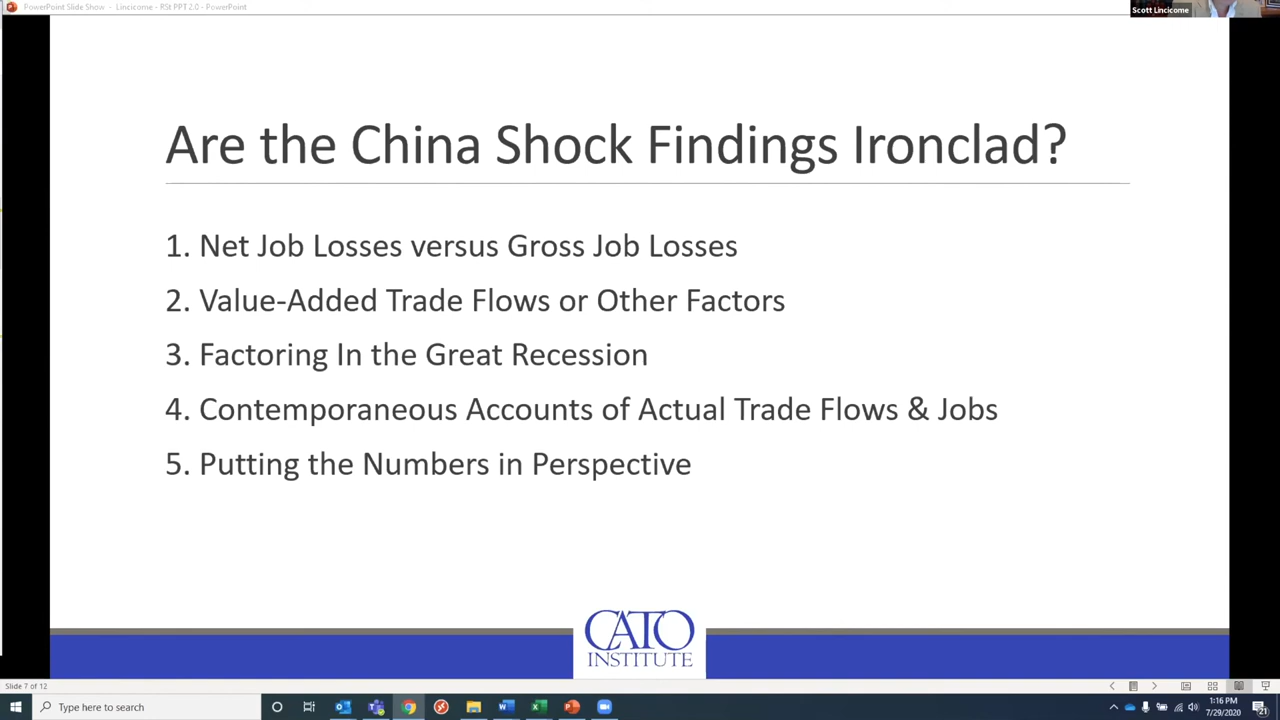 PowerPoint Slide Show - Lincicome - RSt PPT 2.0 - PowerPoint
Scott Lincicome
Are the China Shock Findings Ironclad?
1. Net Job Losses versus Gross Job Losses
2. Value-Added Trade Flows or Other Factors
3. Factoring In the Great Recession
4. Contemporaneous Accounts of Actual Trade Flows & Jobs
5. Putting the Numbers in Perspective
CATO
INSTITUTE
Slide 7 of 12
Type here to search
1:16 PM
7/29/2020
21